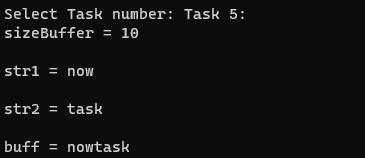 Select Task number: Task 5:
sizeBuffer = 10
str1 = now
str2 = task
buff = nowtask